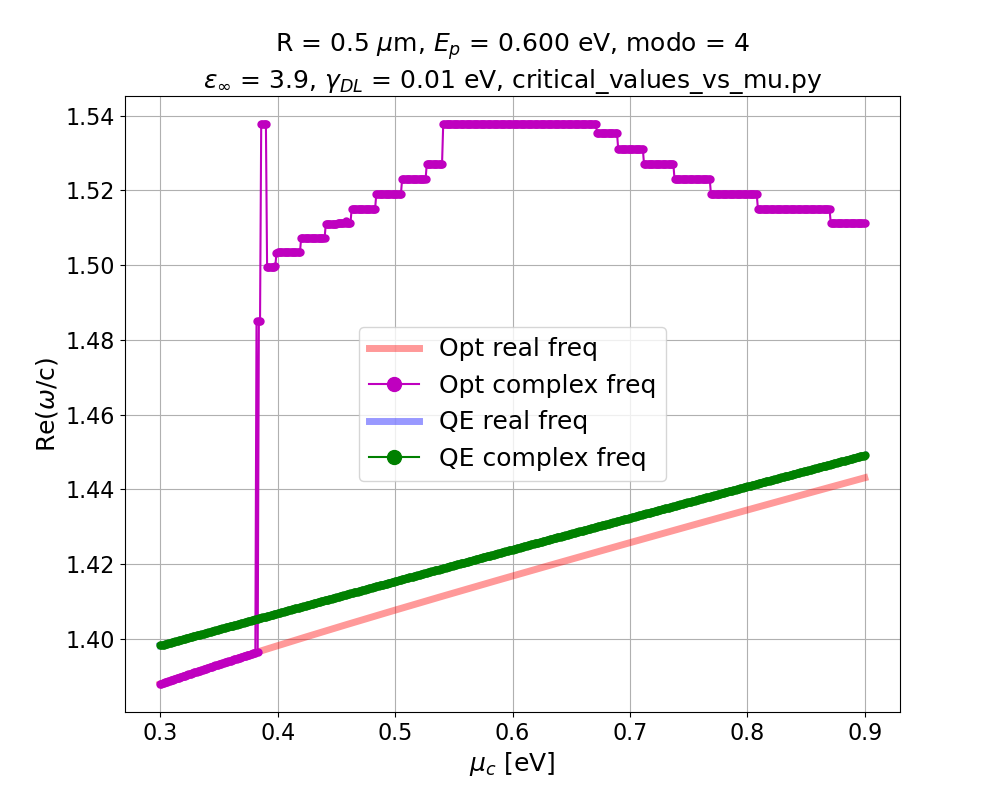 R = 0.5 μm, E_p = 0.600 eV, modo = 4
ε_∞ = 3.9, γ_DL = 0.01 eV, critical_values_vs_mu.py
1.54
1.52
1.50
1.48
1.46
1.44
1.42
1.40
Re(ω/c)
Opt real freq
Opt complex freq
QE real freq
QE complex freq
0.3 0.4 0.5 0.6 0.7 0.8 0.9
μ_c [eV]